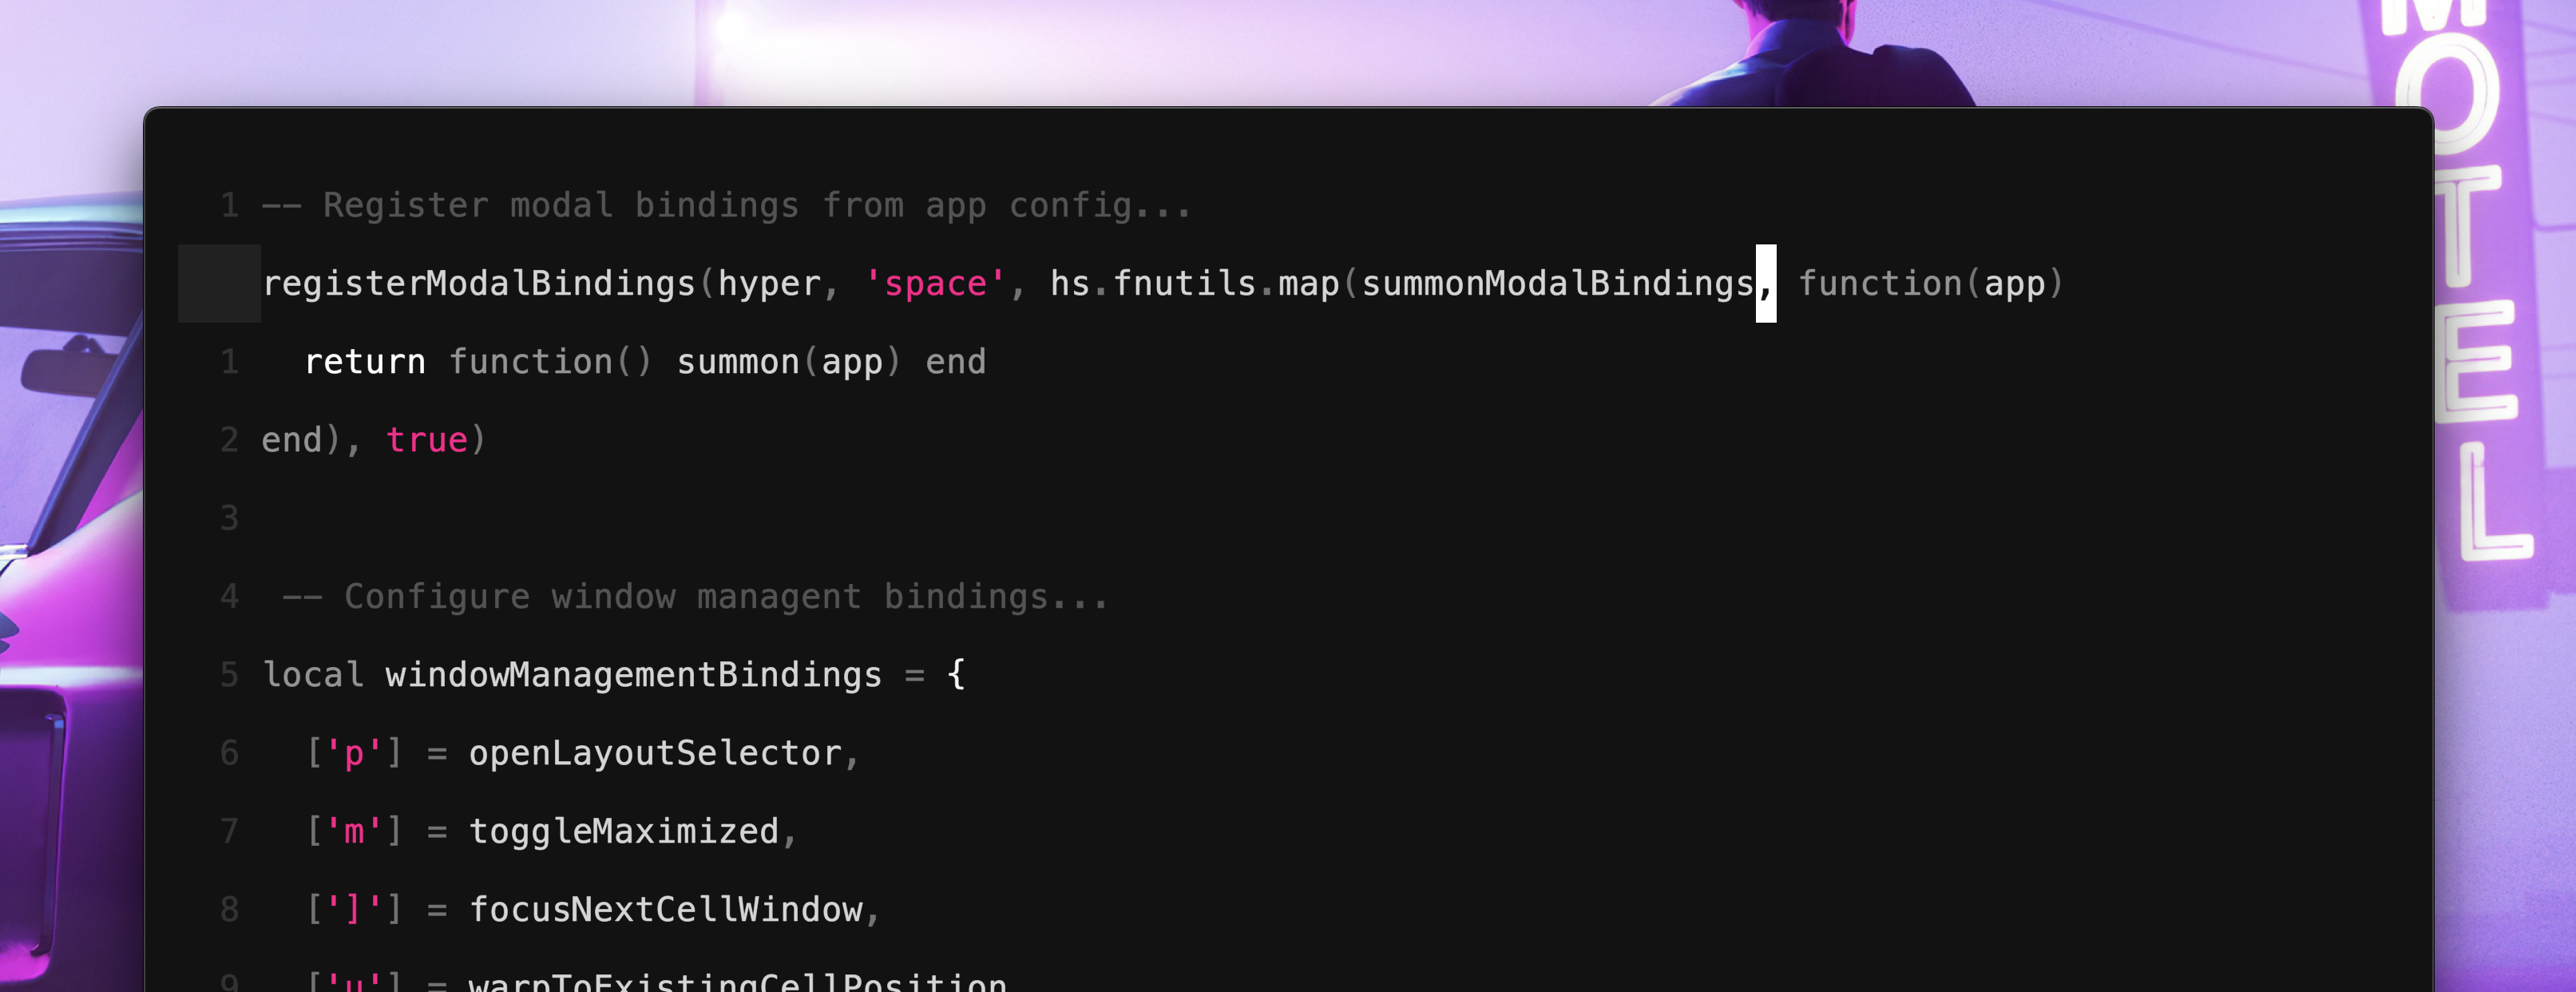 1 -- Register modal bindings from app config...
registerModalBindings(hyper, 'space', hs.fnutils.map(summonModalBindings, function(app)
1   return function() summon(app) end
2 end), true)
3
4  -- Configure window managent bindings...
5 local windowManagementBindings = {
6   ['p'] = openLayoutSelector,
7   ['m'] = toggleMaximized,
8   [']'] = focusNextCellWindow,
9   ['u'] = warpToExistingCellPosition
MOTEL